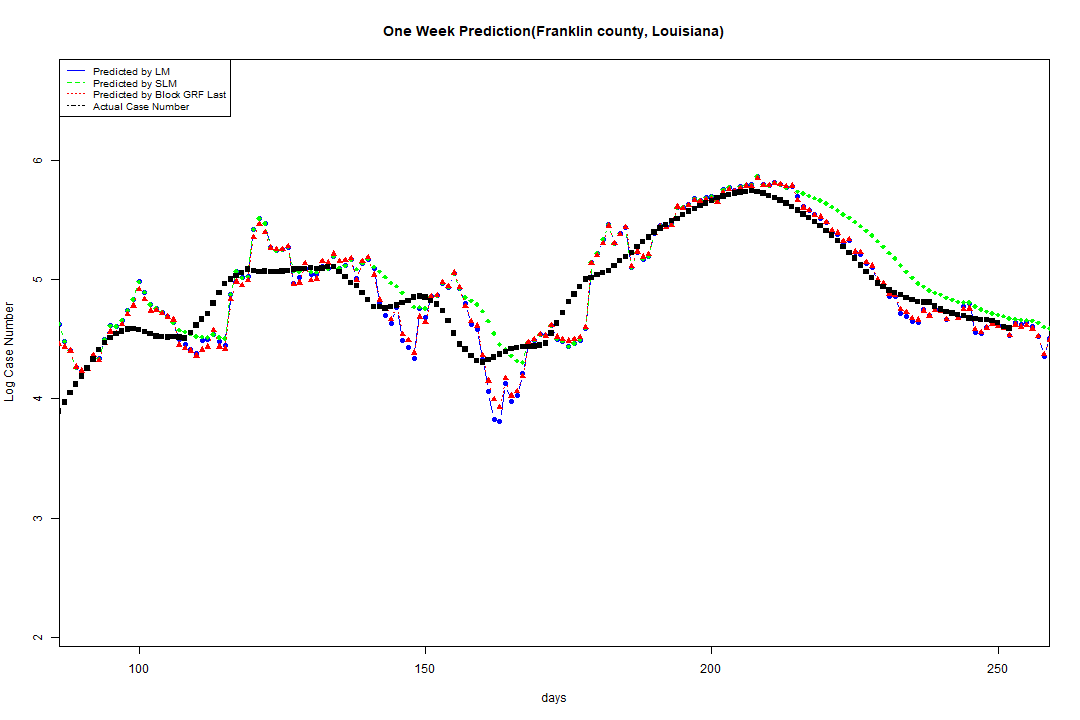 One Week Prediction(Franklin county, Louisiana)
Predicted by LM
Predicted by SLM
Predicted by Block GRF Last
Actual Case Number
6
5
4
3
2
Log Case Number
100 150 200 250
days